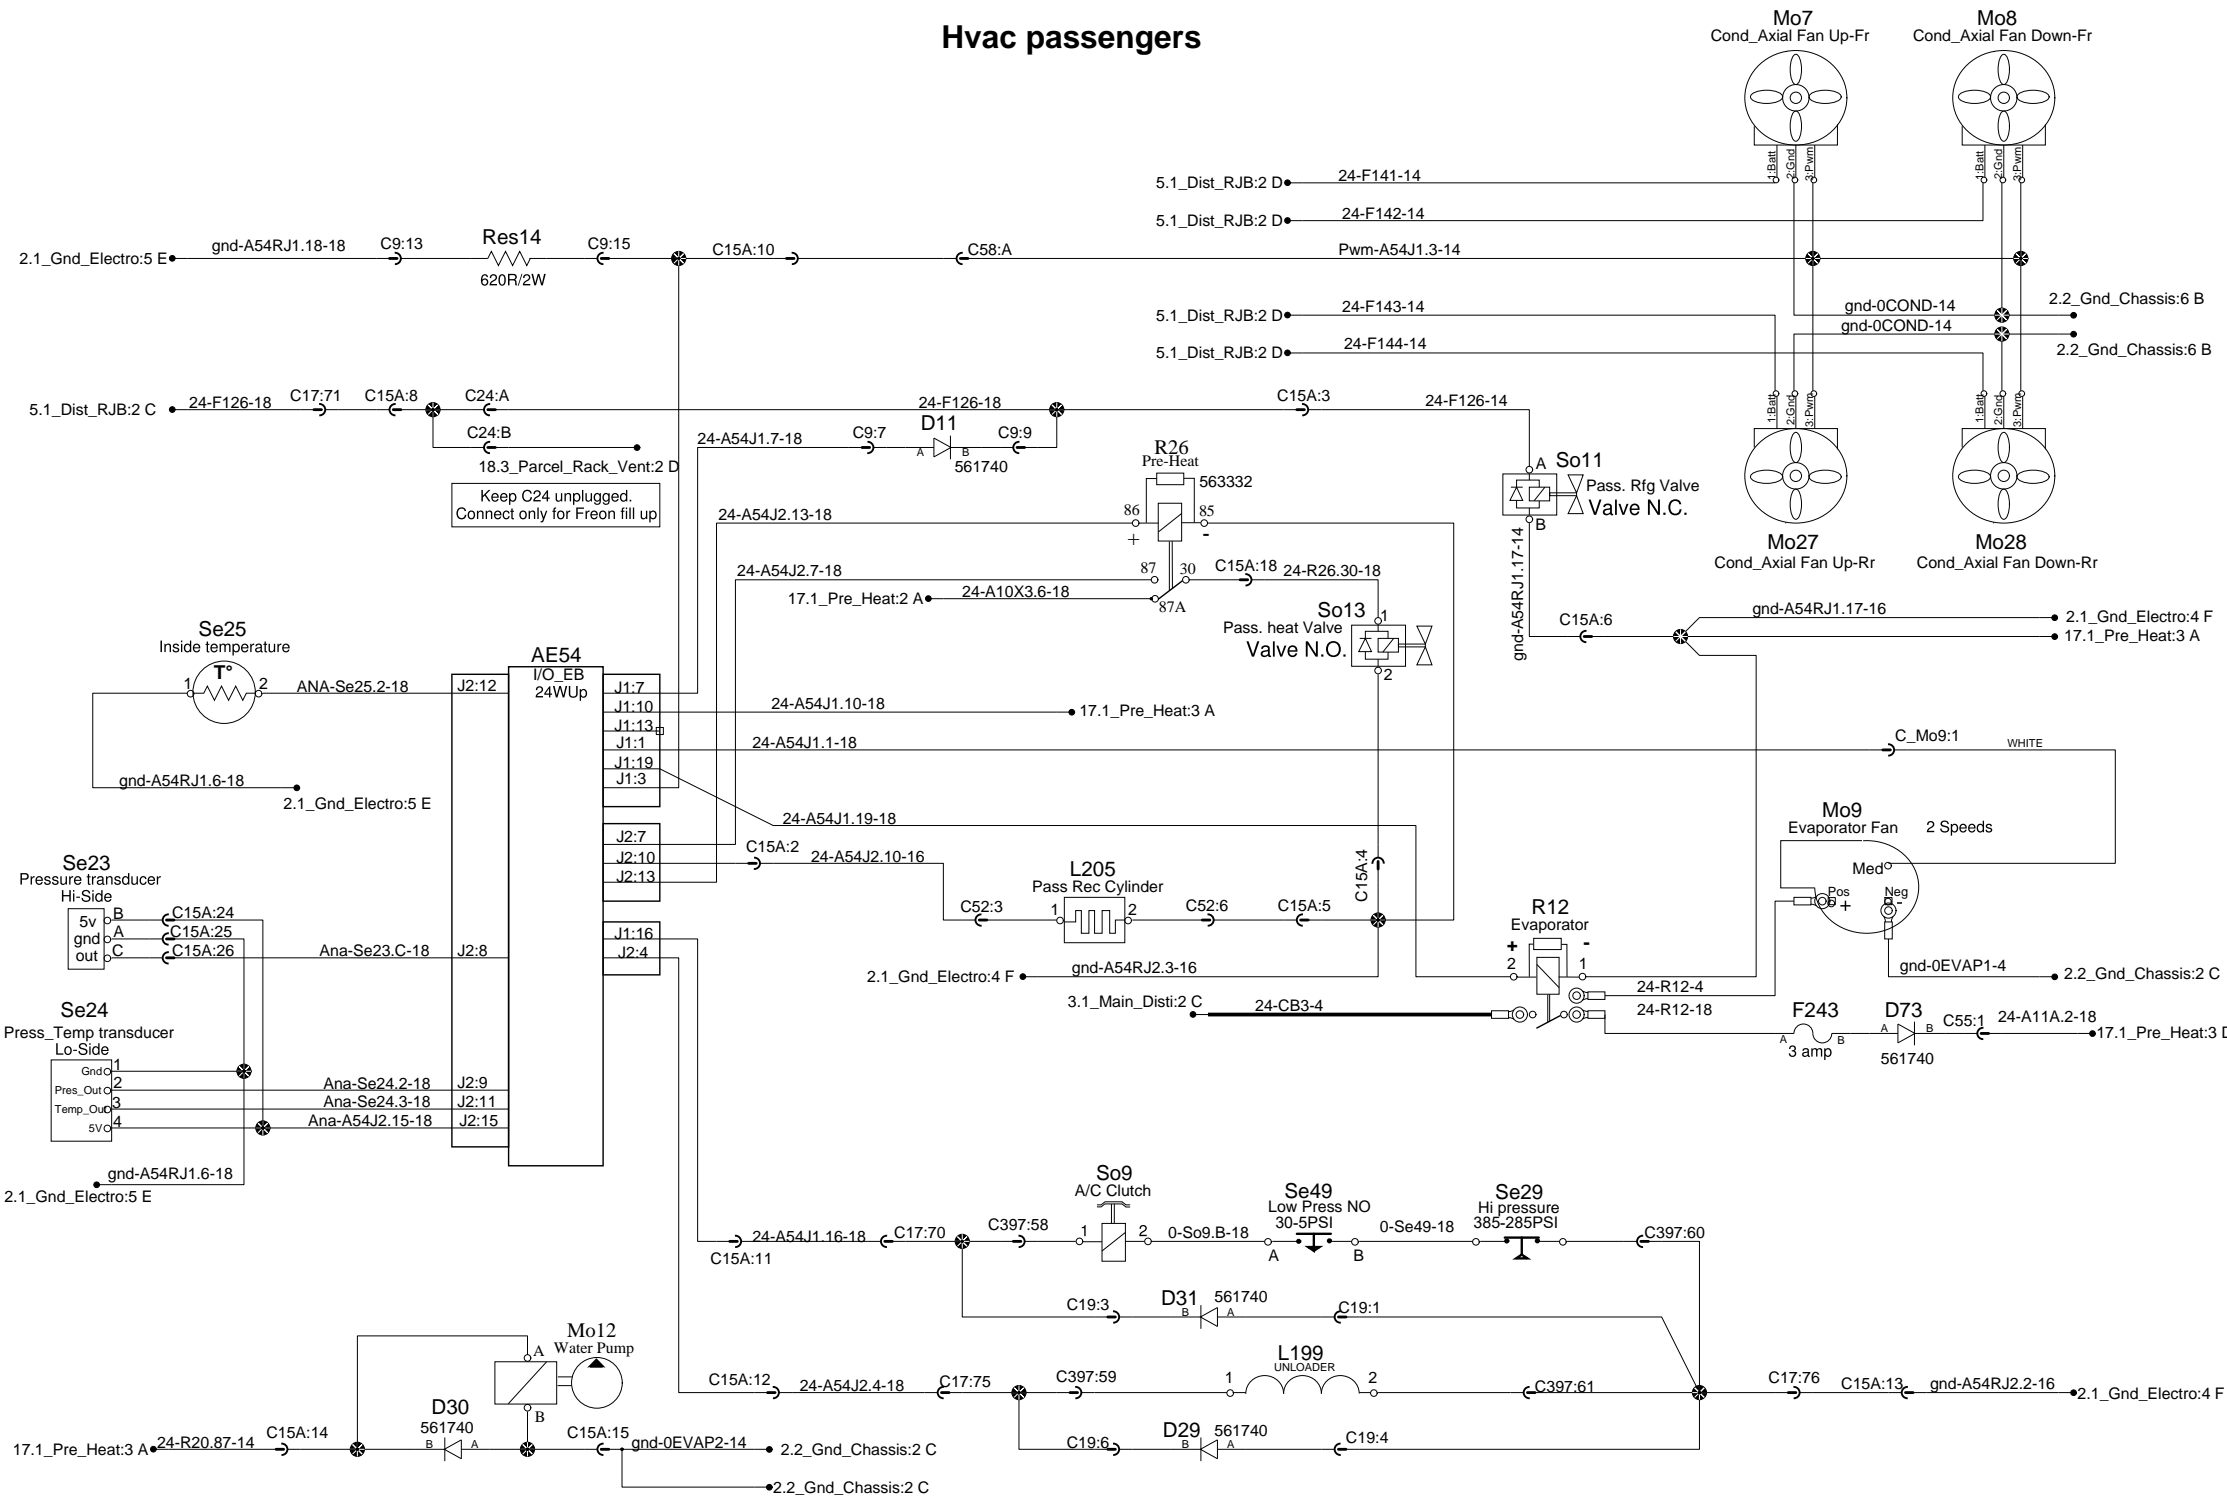 Hvac passengers
Mo7
Cond_Axial Fan Up-Fr
Mo8
Cond_Axial Fan Down-Fr
1:Batt
2:Gnd
3:Pwm
1:Batt
2:Gnd
3:Pwm
5.1_Dist_RJB:2 D
24-F141-14
5.1_Dist_RJB:2 D
24-F142-14
2.1_Gnd_Electro:5 E
gnd-A54RJ1.18-18
C9:13
Res14
620R/2W
C9:15
C15A:10
C58:A
Pwm-A54J1.3-14
5.1_Dist_RJB:2 D
24-F143-14
gnd-0COND-14
2.2_Gnd_Chassis:6 B
gnd-0COND-14
2.2_Gnd_Chassis:6 B
5.1_Dist_RJB:2 D
24-F144-14
1:Batt
2:Gnd
3:Pwm
1:Batt
2:Gnd
3:Pwm
Mo27
Cond_Axial Fan Up-Rr
Mo28
Cond_Axial Fan Down-Rr
5.1_Dist_RJB:2 C
24-F126-18
C17:71
C15A:8
C24:A
24-F126-18
C15A:3
24-F126-14
C24:B
18.3_Parcel_Rack_Vent:2 D
Keep C24 unplugged.
Connect only for Freon fill up
24-A54J1.7-18
C9:7
D11
A
B
561740
C9:9
R26
Pre-Heat
563332
24-A54J2.13-18
86
+
85
-
24-A54J2.7-18
87
30
C15A:18
24-R26.30-18
17.1_Pre_Heat:2 A
24-A10X3.6-18
87A
A
So11
Pass. Rfg Valve
Valve N.C.
B
gnd-A54RJ1.17-14
So13
Pass. heat Valve
Valve N.O.
1
2
C15A:6
gnd-A54RJ1.17-16
2.1_Gnd_Electro:4 F
17.1_Pre_Heat:3 A
Se25
Inside temperature
T°
1
2
ANA-Se25.2-18
gnd-A54RJ1.6-18
2.1_Gnd_Electro:5 E
AE54
I/O_EB
24WUp
J2:12
J1:7
J1:10
J1:13
J1:1
J1:19
J1:3
24-A54J1.10-18
17.1_Pre_Heat:3 A
24-A54J1.1-18
C_Mo9:1
WHITE
24-A54J1.19-18
J2:7
J2:10
J2:13
C15A:2
24-A54J2.10-16
Mo9
Evaporator Fan
2 Speeds
Med
Pos
+
Neg
-
Se23
Pressure transducer
Hi-Side
5v
gnd
out
B
A
C
C15A:24
C15A:25
C15A:26
Ana-Se23.C-18
J2:8
J1:16
J2:4
C52:3
L205
Pass Rec Cylinder
1
2
C52:6
C15A:5
C15A:4
2.1_Gnd_Electro:4 F
gnd-A54RJ2.3-16
R12
Evaporator
+
-
2
1
gnd-0EVAP1-4
2.2_Gnd_Chassis:2 C
3.1_Main_Disti:2 C
24-CB3-4
24-R12-4
24-R12-18
F243
A
B
3 amp
D73
A
B
561740
C55:1
24-A11A.2-18
17.1_Pre_Heat:3
Se24
Press_Temp transducer
Lo-Side
Gnd
1
Pres_Out
2
Temp_Out
3
5V
4
Ana-Se24.2-18
Ana-Se24.3-18
Ana-A54J2.15-18
J2:9
J2:11
J2:15
gnd-A54RJ1.6-18
2.1_Gnd_Electro:5 E
C15A:11
24-A54J1.16-18
C17:70
C397:58
So9
A/C Clutch
1
2
0-So9.B-18
Se49
Low Press NO
30-5PSI
A
B
0-Se49-18
Se29
Hi pressure
385-285PSI
C397:60
C19:3
D31
561740
B
A
C19:1
C15A:12
24-A54J2.4-18
C17:75
C397:59
L199
UNLOADER
1
2
C397:61
C17:76
C15A:13
gnd-A54RJ2.2-16
2.1_Gnd_Electro:4 F
C19:6
D29
561740
B
A
C19:4
Mo12
Water Pump
A
B
17.1_Pre_Heat:3 A
24-R20.87-14
C15A:14
D30
561740
B
A
C15A:15
gnd-0EVAP2-14
2.2_Gnd_Chassis:2 C
2.2_Gnd_Chassis:2 C